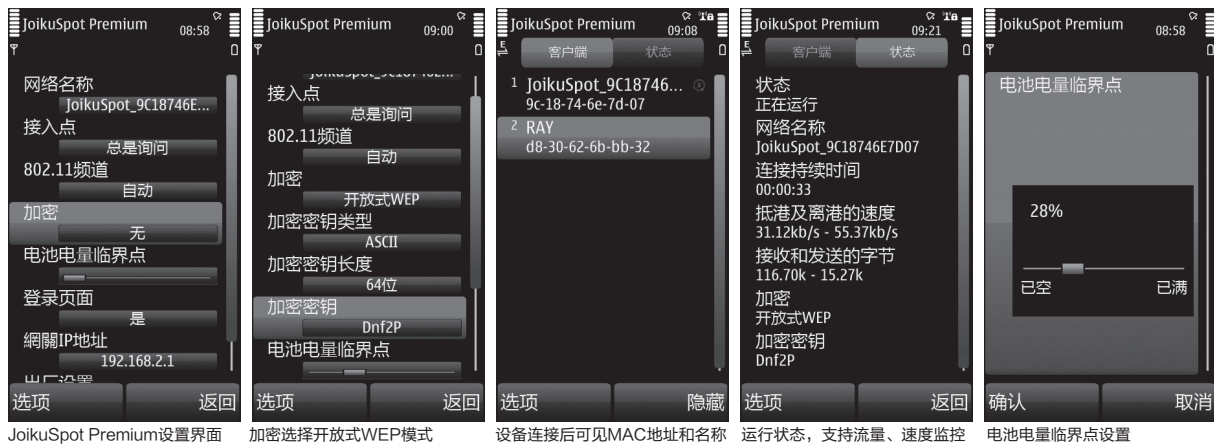 JoikuSpot Premium
08:58
网络名称
JoikuSpot_9C18746E...
接入点
总是询问
802.11频道
自动
加密
无
电池电量临界点
登录页面
是
網關IP地址
192.168.2.1
出厂设置
选项 返回
JoikuSpot Premium设置界面
JoikuSpot Premium
09:00
JoikuSpot_9C18746E...
接入点
总是询问
802.11频道
自动
加密
开放式WEP
加密密钥类型
ASCII
加密密钥长度
64位
加密密钥
Dnf2P
电池电量临界点
选项 返回
加密选择开放式WEP模式
JoikuSpot Premium
09:08
客户端 状态
1 JoikuSpot_9C18746...
9c-18-74-6e-7d-07
2 RAY
d8-30-62-6b-bb-32
选项 隐藏
设备连接后可见MAC地址和名称
JoikuSpot Premium
09:21
客户端 状态
状态
正在运行
网络名称
JoikuSpot_9C18746E7D07
连接持续时间
00:00:33
抵港及离港的速度
31.12kb/s - 55.37kb/s
接收和发送的字节
116.70k - 15.27k
加密
开放式WEP
加密密钥
Dnf2P
选项 返回
运行状态，支持流量、速度监控
JoikuSpot Premium
08:58
电池电量临界点
28%
已空 已满
确认 取消
电池电量临界点设置